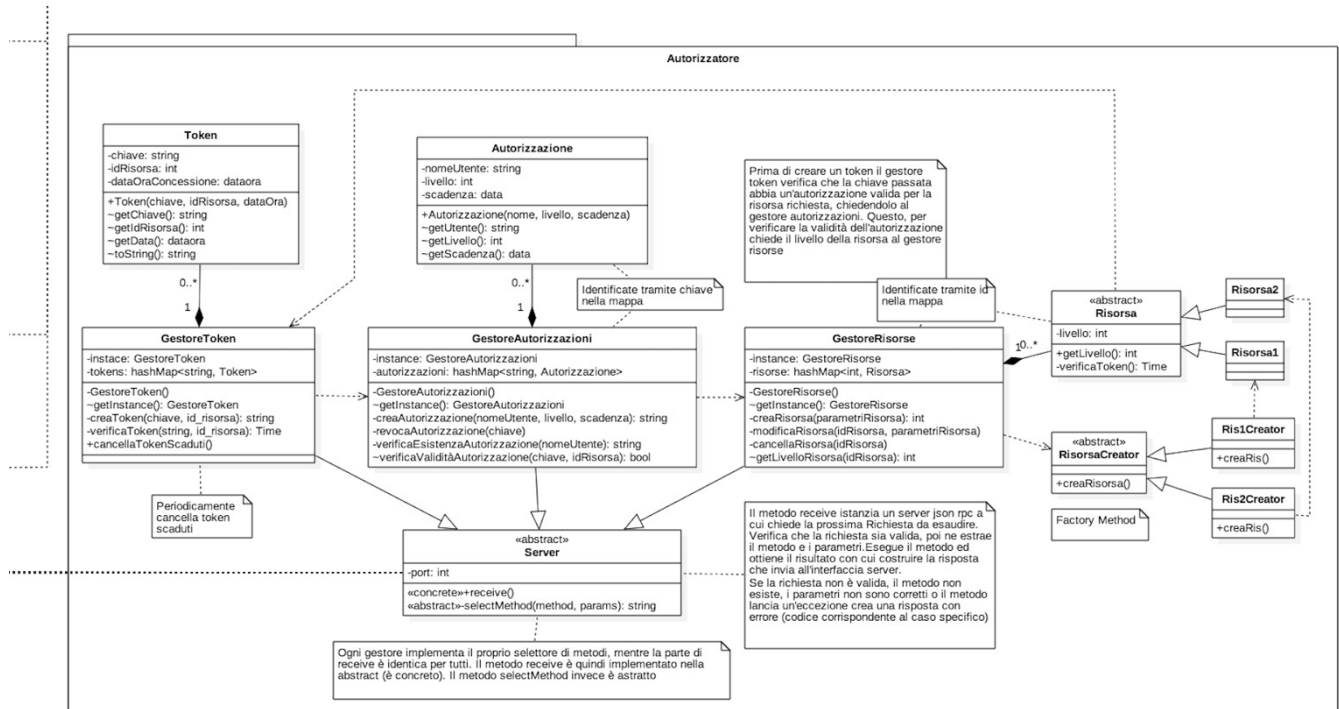 Autorizzatore
Token
-chiave: string
-idRisorsa: int
-dataOraConcessione: dataora
+Token(chiave, idRisorsa, dataOra)
~getChiave(): string
~getIdRisorsa(): int
~getData(): dataora
~toString(): string
0..*
1
Autorizzazione
-nomeUtente: string
-livello: int
-scadenza: data
+Autorizzazione(nome, livello, scadenza)
~getUtente(): string
~getLivello(): int
~getScadenza(): data
0..*
1
Identificate tramite chiave
nella mappa
Prima di creare un token il gestore
token verifica che la chiave passata
abbia un'autorizzazione valida per la
risorsa richiesta, chiedendolo al
gestore autorizzazioni. Questo, per
verificare la validità dell'autorizzazione
chiede il livello della risorsa al gestore
risorse
Identificate tramite id
nella mappa
GestoreToken
-instace: GestoreToken
-tokens: hashMap<string, Token>
-GestoreToken()
~getInstance(): GestoreToken
-creaToken(chiave, id_risorsa): string
-verificaToken(string, id_risorsa): Time
+cancellaTokenScaduti()
Periodicamente
cancella token
scaduti
GestoreAutorizzazioni
-instance: GestoreAutorizzazioni
-autorizzazioni: hashMap<string, Autorizzazione>
-GestoreAutorizzazioni()
~getInstance(): GestoreAutorizzazioni
-creaAutorizzazione(nomeUtente, livello, scadenza): string
-revocaAutorizzazione(chiave)
-verificaEsistenzaAutorizzazione(nomeUtente): string
~verificaValiditàAutorizzazione(chiave, idRisorsa): bool
GestoreRisorse
-instance: GestoreRisorse
-risorse: hashMap<int, Risorsa>
-GestoreRisorse()
~getInstance(): GestoreRisorse
-creaRisorsa(parametriRisorsa): int
-modificaRisorsa(idRisorsa, parametriRisorsa)
-cancellaRisorsa(idRisorsa)
~getLivelloRisorsa(idRisorsa): int
1
0..*
«abstract»
Risorsa
-livello: int
+getLivello(): int
-verificaToken(): Time
Risorsa2
Risorsa1
«abstract»
RisorsaCreator
+creaRisorsa()
Factory Method
Ris1Creator
+creaRis()
Ris2Creator
+creaRis()
«abstract»
Server
-port: int
«concrete»+receive()
«abstract»-selectMethod(method, params): string
Il metodo receive istanzia un server json rpc a
cui chiede la prossima Richiesta da esaudire.
Verifica che la richiesta sia valida, poi ne estrae
il metodo e i parametri.Esegue il metodo ed
ottiene il risultato con cui costruire la risposta
che invia all'interfaccia server.
Se la richiesta non è valida, il metodo non
esiste, i parametri non sono corretti o il metodo
lancia un'eccezione crea una risposta con
errore (codice corrispondente al caso specifico)
Ogni gestore implementa il proprio selettore di metodi, mentre la parte di
receive è identica per tutti. Il metodo receive è quindi implementato nella
abstract (è concreto). Il metodo selectMethod invece è astratto